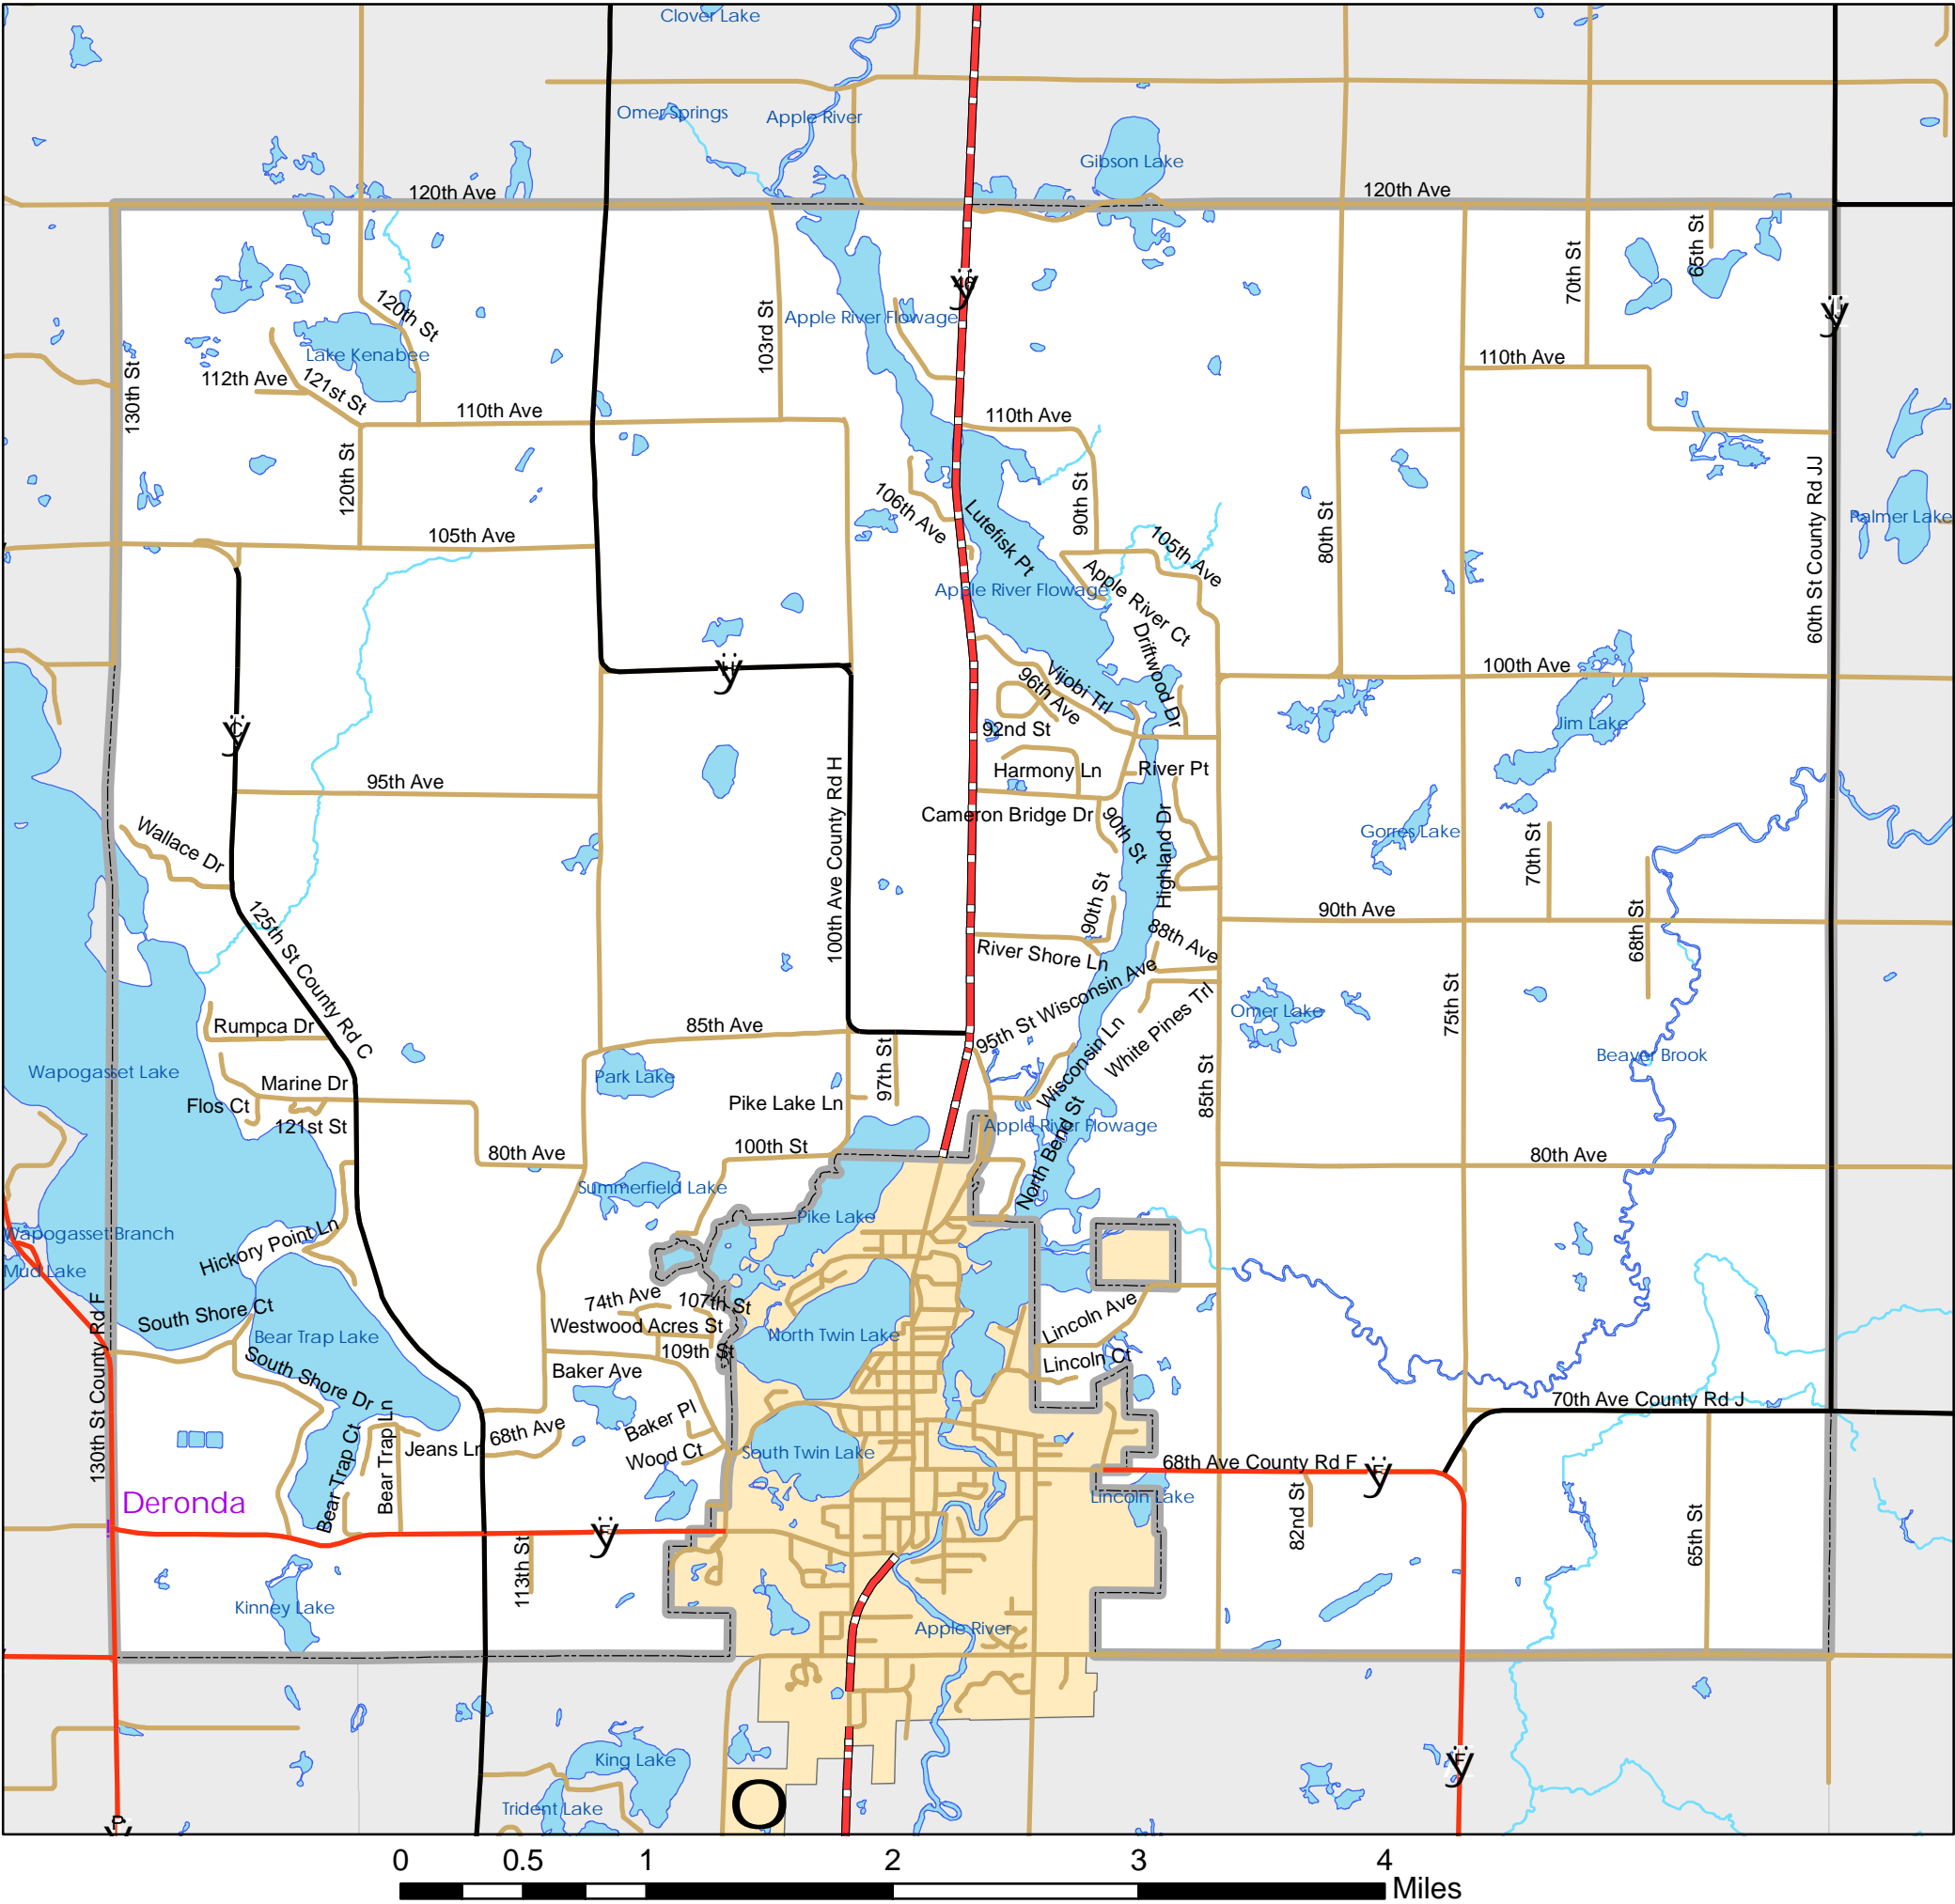 Clover Lake
Omer Springs
Apple River
Gibson Lake
120th Ave
120th Ave
65th St
70th St
120th St
103rd St
Apple River Flowage
Lake Kenabee
130th St
112th Ave
121st St
110th Ave
110th Ave
110th Ave
120th St
106th Ave
Lutefisk Pt
90th St
80th St
60th St County Rd JJ
Palmer Lake
105th Ave
105th Ave
Apple River Flowage
Apple River Ct
Driftwood Dr
Vijobi Trl
96th Ave
92nd St
100th Ave
Jim Lake
ÿ
C
ÿ
H
95th Ave
Harmony Ln
River Pt
Cameron Bridge Dr
90th St
Highland Dr
Gorres Lake
70th St
Wallace Dr
100th Ave County Rd H
125th St County Rd C
90th St
90th Ave
68th St
River Shore Ln
88th Ave
95th St Wisconsin Ave
White Pines Trl
Wisconsin Ln
Omer Lake
75th St
Beaver Brook
Rumpca Dr
85th Ave
97th St
Wapogasset Lake
Park Lake
Marine Dr
Flos Ct
121st St
Pike Lake Ln
85th St
Apple River Flowage
North Bend St
80th Ave
100th St
80th Ave
Summerfield Lake
Pike Lake
Wapogasset Branch
Mud Lake
Hickory Point Ln
South Shore Ct
74th Ave
107th St
Westwood Acres St
109th St
North Twin Lake
Lincoln Ave
Lincoln Ct
Bear Trap Lake
South Shore Dr
Baker Ave
130th St County Rd F
Bear Trap Ct
Bear Trap Ln
Jeans Ln
68th Ave
Baker Pl
Wood Ct
South Twin Lake
70th Ave County Rd J
68th Ave County Rd F
ÿ
F
Lincoln Lake
82nd St
65th St
Deronda
ÿ
F
113th St
Kinney Lake
Apple River
King Lake
Trident Lake
O
ÿ
F
0 0.5 1 2 3 4
Miles